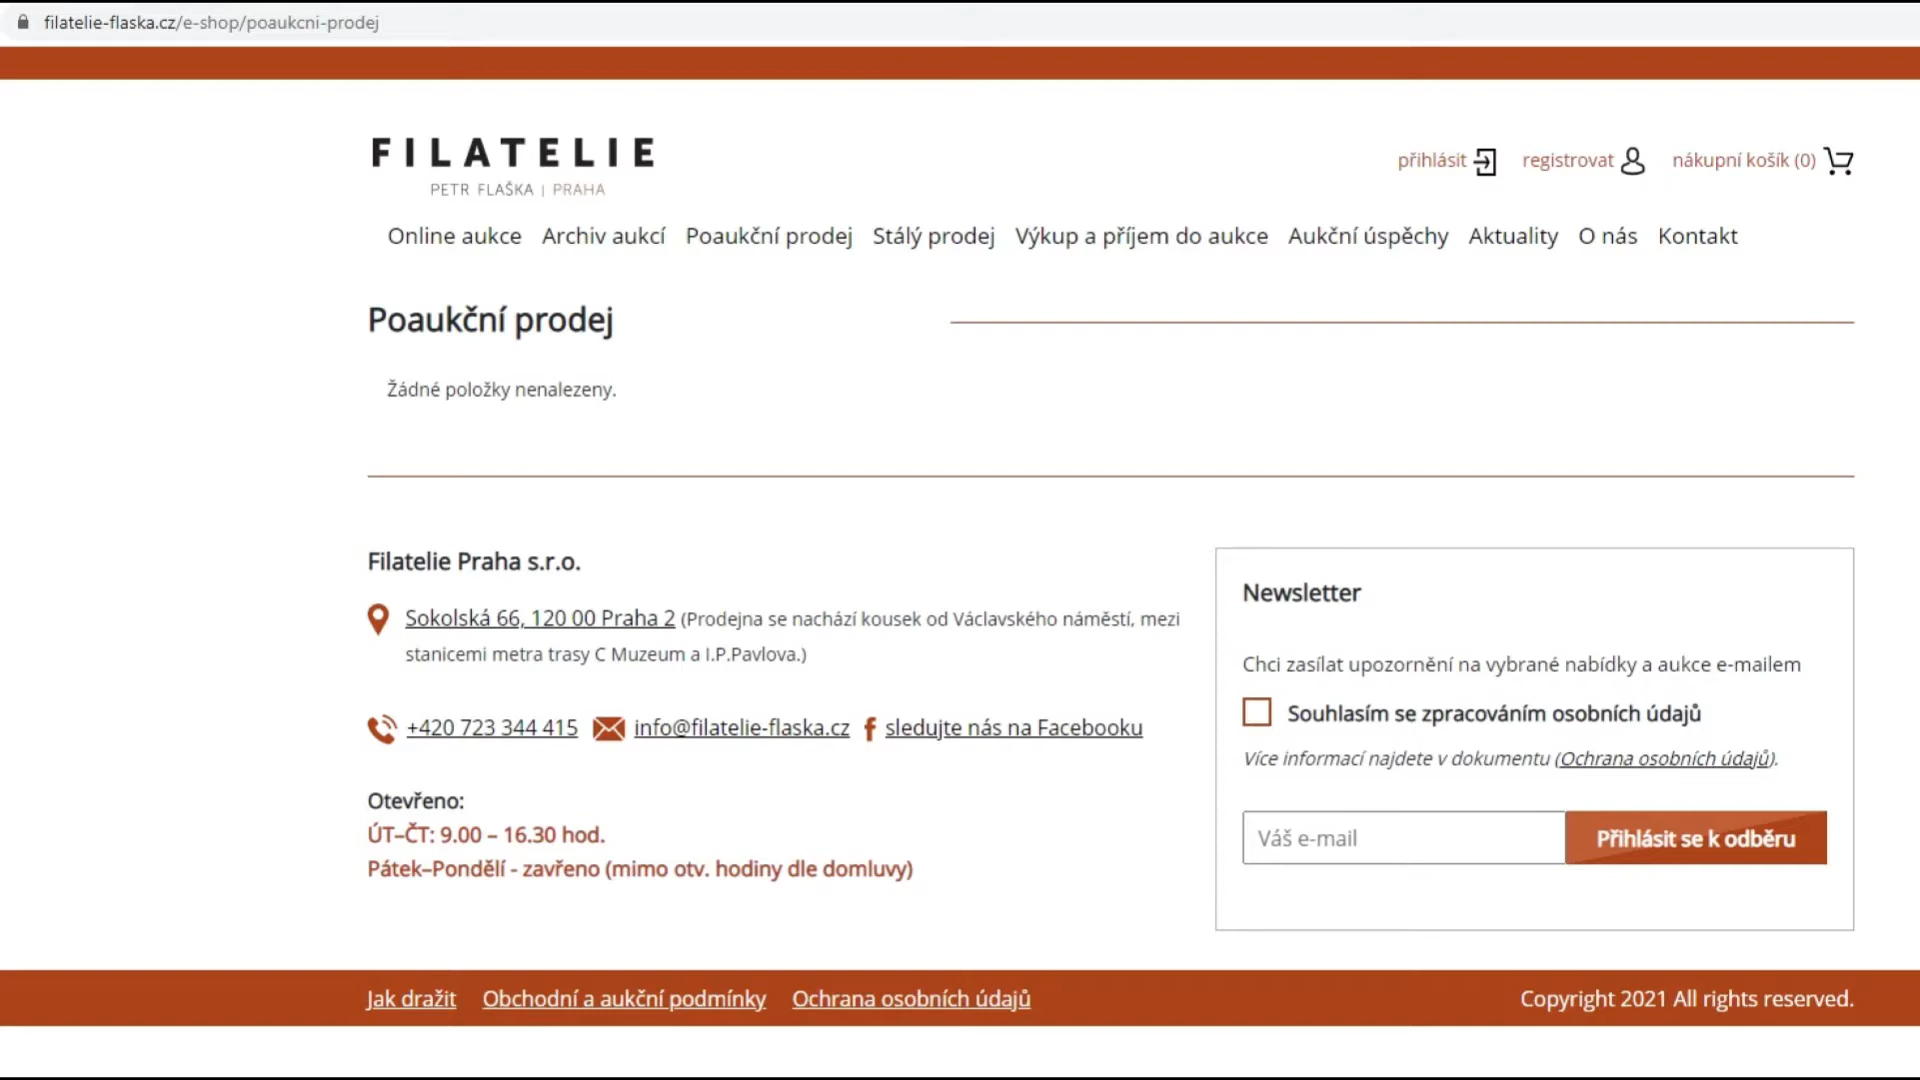 filatelie-flaska.cz/e-shop/poaukcni-prodej
FILATELIE
PETR FLAŠKA | PRAHA
přihlásit registrovat nákupní košík (0)
Online aukce Archiv aukcí Poaukční prodej Stálý prodej Výkup a příjem do aukce Aukční úspěchy Aktuality O nás Kontakt
Poaukční prodej
Žádné položky nenalezeny.
Filatelie Praha s.r.o.
Sokolská 66, 120 00 Praha 2 (Prodejna se nachází kousek od Václavského náměstí, mezi
stanicemi metra trasy C Muzeum a I.P.Pavlova.)
+420 723 344 415 info@filatelie-flaska.cz sledujte nás na Facebooku
Otevřeno:
ÚT–ČT: 9.00 – 16.30 hod.
Pátek–Pondělí - zavřeno (mimo otv. hodiny dle domluvy)
Newsletter
Chci zasílat upozornění na vybrané nabídky a aukce e-mailem
Souhlasím se zpracováním osobních údajů
Více informací najdete v dokumentu (Ochrana osobních údajů).
Váš e-mail Přihlásit se k odběru
Jak dražit Obchodní a aukční podmínky Ochrana osobních údajů Copyright 2021 All rights reserved.